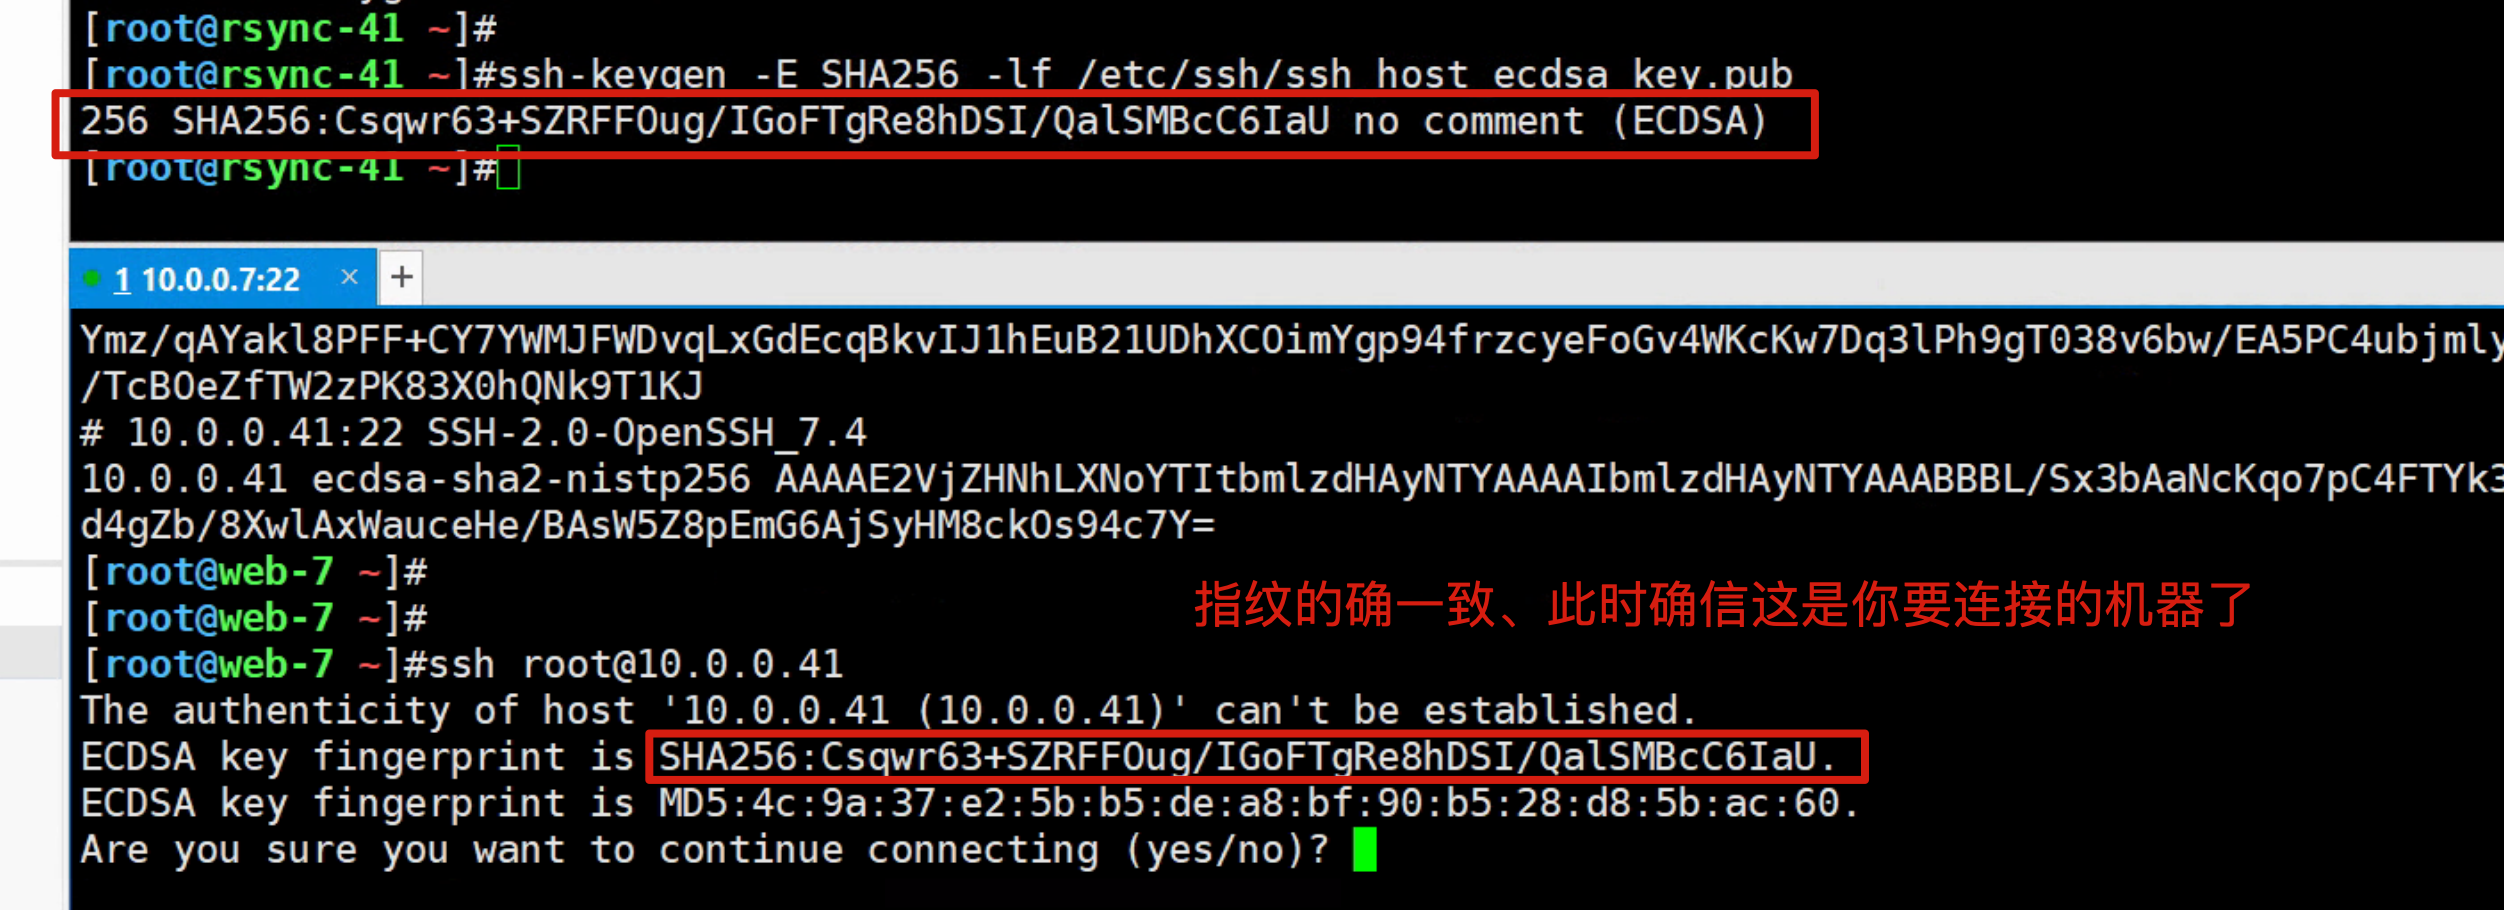 [root@rsync-41 ~]#
[root@rsync-41 ~]#ssh-keygen -E SHA256 -lf /etc/ssh/ssh_host_ecdsa_key.pub
256 SHA256:Csqwr63+SZRFFOug/IGoFTgRe8hDSI/QalSMBcC6IaU no comment (ECDSA)
[root@rsync-41 ~]#
1 10.0.0.7:22 × +
Ymz/qAYakl8PFF+CY7YWMJFWDvqLxGdEcqBkvIJ1hEuB21UDhXCOimYgp94frzcyeFoGv4WKcKw7Dq3lPh9gT038v6bw/EA5PC4ubjmly
/TcBOeZfTW2zPK83X0hQNk9T1KJ
# 10.0.0.41:22 SSH-2.0-OpenSSH_7.4
10.0.0.41 ecdsa-sha2-nistp256 AAAAE2VjZHNhLXNoYTItbmlzdHAyNTYAAAAIbmlzdHAyNTYAAABBBL/Sx3bAaNcKqo7pC4FTYk3
d4gZb/8XwlAxWauceHe/BAsW5Z8pEmG6AjSyHM8ckOs94c7Y=
[root@web-7 ~]#
指纹的确一致、此时确信这是你要连接的机器了
[root@web-7 ~]#
[root@web-7 ~]#ssh root@10.0.0.41
The authenticity of host '10.0.0.41 (10.0.0.41)' can't be established.
ECDSA key fingerprint is SHA256:Csqwr63+SZRFFOug/IGoFTgRe8hDSI/QalSMBcC6IaU.
ECDSA key fingerprint is MD5:4c:9a:37:e2:5b:b5:de:a8:bf:90:b5:28:d8:5b:ac:60.
Are you sure you want to continue connecting (yes/no)?